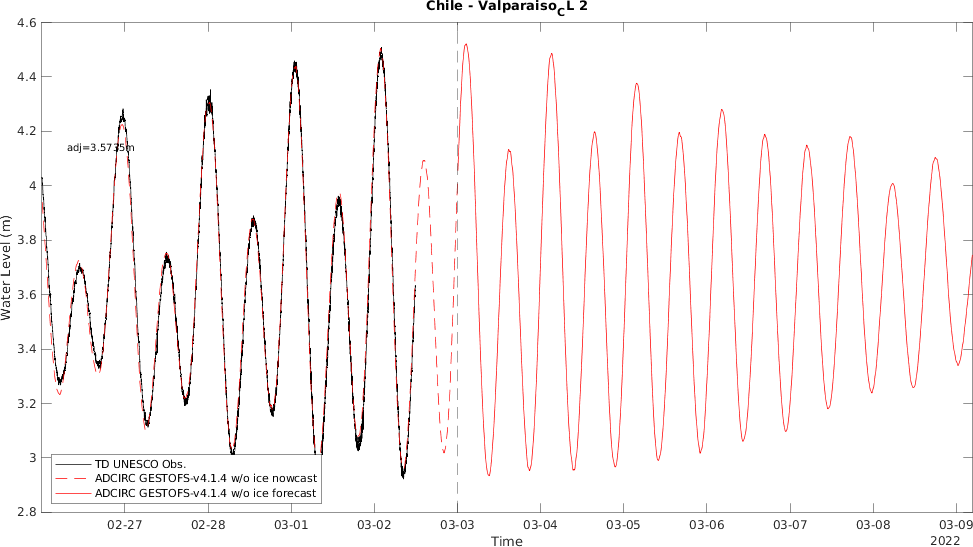 Chile - ValparaisoCL 2
4.6
4.4
4.2
4
3.8
3.6
3.4
3.2
3
2.8
Water Level (m)
adj=3.5735m
TD UNESCO Obs.
ADCIRC GESTOFS-v4.1.4 w/o ice nowcast
ADCIRC GESTOFS-v4.1.4 w/o ice forecast
02-27 02-28 03-01 03-02 03-03 03-04 03-05 03-06 03-07 03-08 03-09
Time
2022